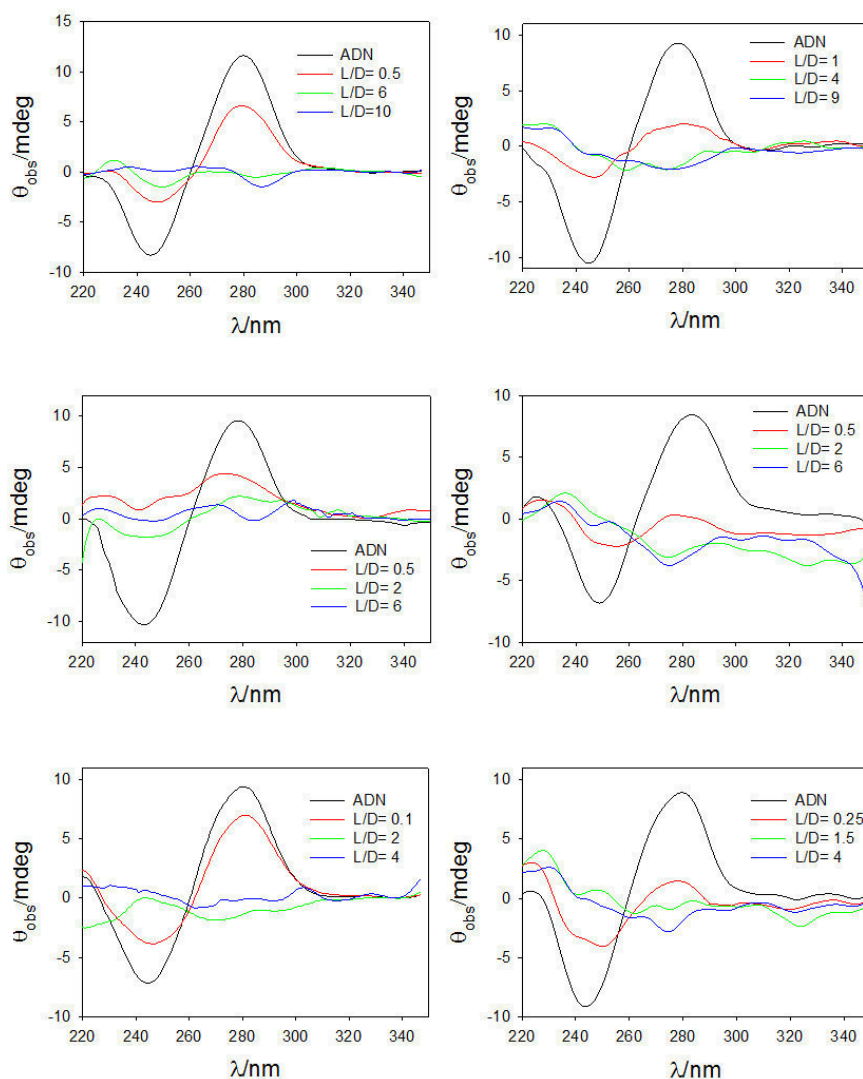 15
10
5
0
-5
-10
θobs/mdeg
ADN
L/D= 0.5
L/D= 6
L/D=10
220 240 260 280 300 320 340
λ/nm
10
5
0
-5
-10
θobs/mdeg
ADN
L/D= 1
L/D= 4
L/D= 9
220 240 260 280 300 320 340
λ/nm
10
5
0
-5
-10
θobs/mdeg
ADN
L/D= 0.5
L/D= 2
L/D= 6
220 240 260 280 300 320 340
λ/nm
10
5
0
-5
-10
θobs/mdeg
ADN
L/D= 0.5
L/D= 2
L/D= 6
220 240 260 280 300 320 340
λ/nm
10
5
0
-5
-10
θobs/mdeg
ADN
L/D= 0.1
L/D= 2
L/D= 4
220 240 260 280 300 320 340
λ/nm
10
5
0
-5
-10
θobs/mdeg
ADN
L/D= 0.25
L/D= 1.5
L/D= 4
220 240 260 280 300 320 340
λ/nm